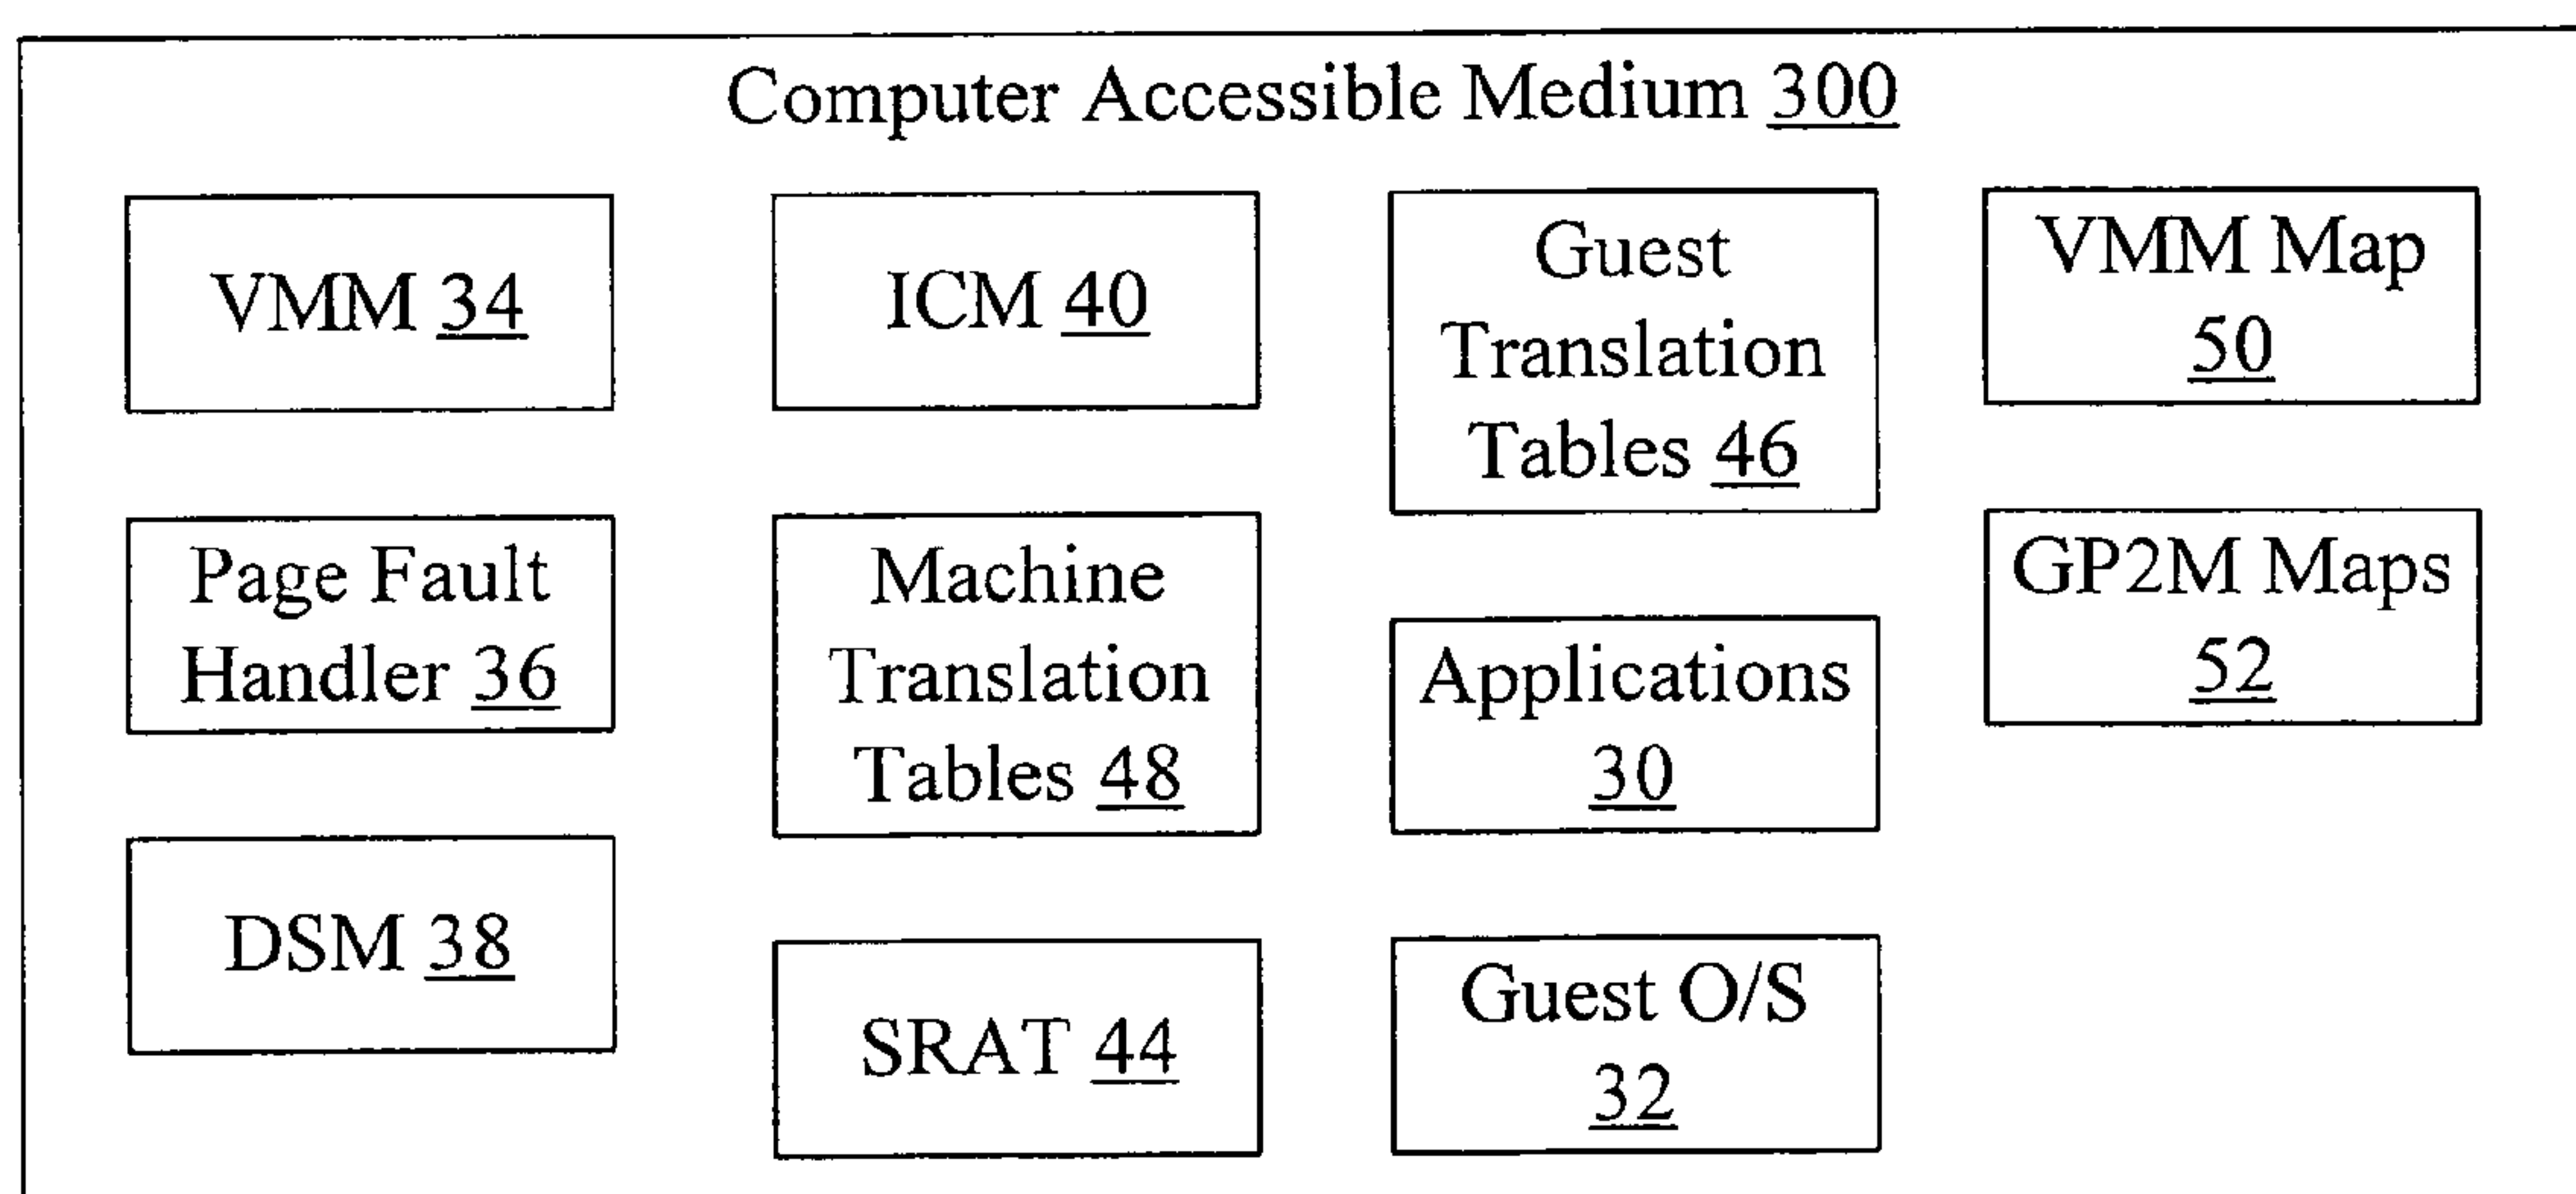 Computer Accessible Medium 300
VMM 34
Page Fault
Handler 36
DSM 38
ICM 40
Machine
Translation
Tables 48
SRAT 44
Guest
Translation
Tables 46
Applications
30
Guest O/S
32
VMM Map
50
GP2M Maps
52